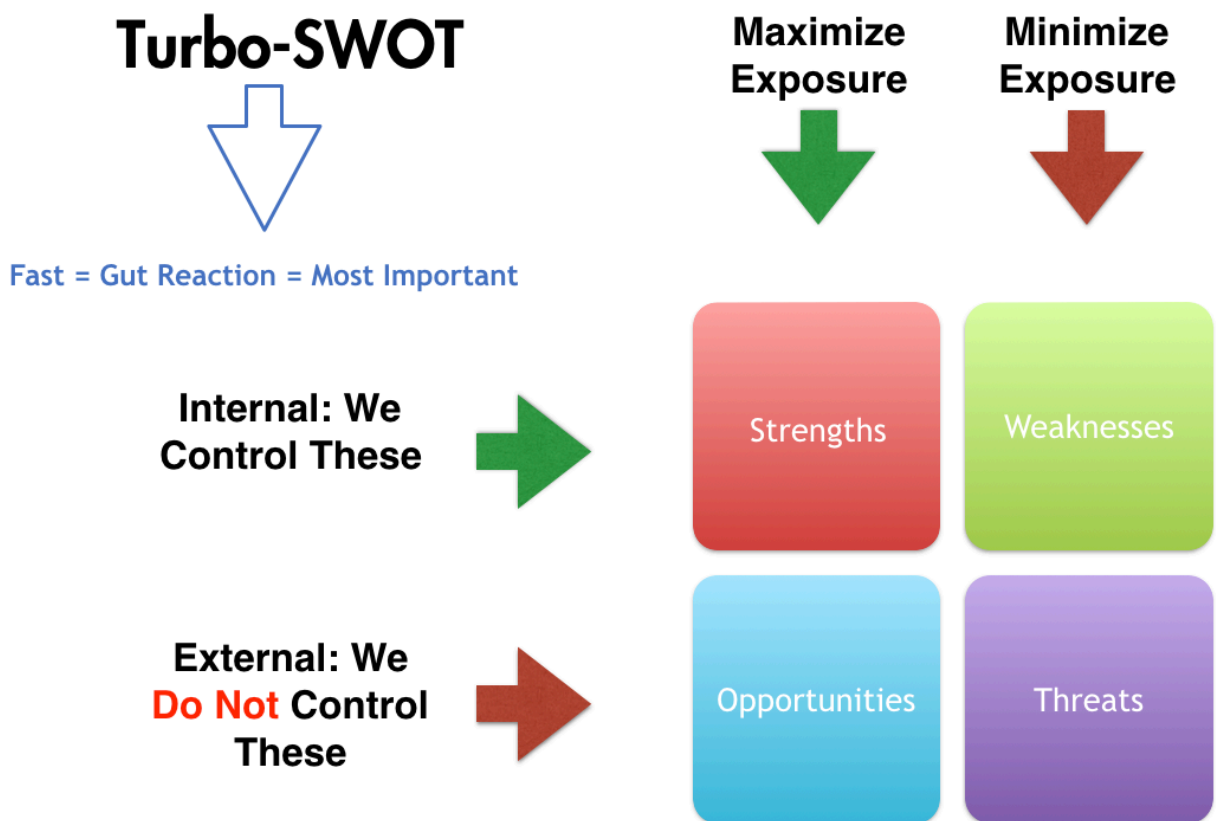 Turbo-SWOT
Maximize
Exposure
Minimize
Exposure
Fast = Gut Reaction = Most Important
Internal: We
Control These
Strengths
Weaknesses
External: We
Do Not Control
These
Opportunities
Threats